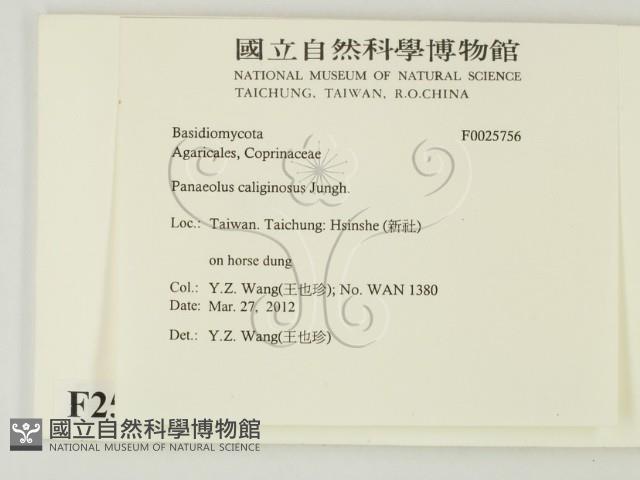 國立自然科學博物館
NATIONAL MUSEUM OF NATURAL SCIENCE
TAICHUNG, TAIWAN, R.O.CHINA
Basidiomycota F0025756
Agaricales, Coprinaceae
Panaeolus caliginosus Jungh.
Loc.: Taiwan. Taichung: Hsinshe (新社)
on horse dung
Col.: Y.Z. Wang(王也珍); No. WAN 1380
Date: Mar. 27, 2012
Det.: Y.Z. Wang(王也珍)
F25
國立自然科學博物館
NATIONAL MUSEUM OF NATURAL SCIENCE